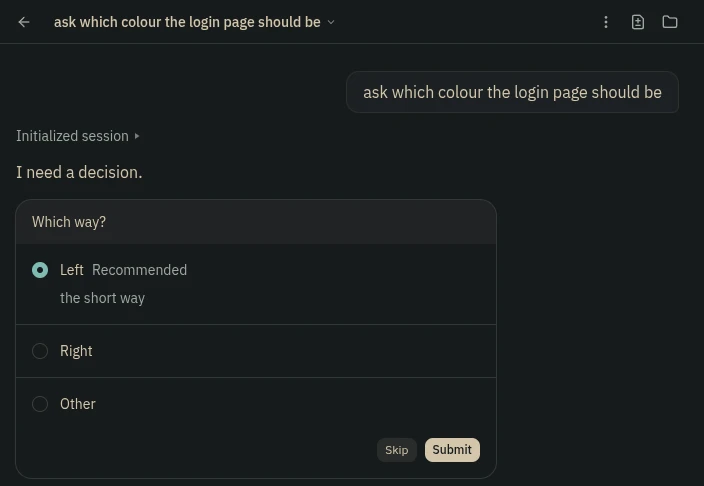 ask which colour the login page should be
ask which colour the login page should be
Initialized session
I need a decision.
Which way?
Left Recommended
the short way
Right
Other
Skip Submit